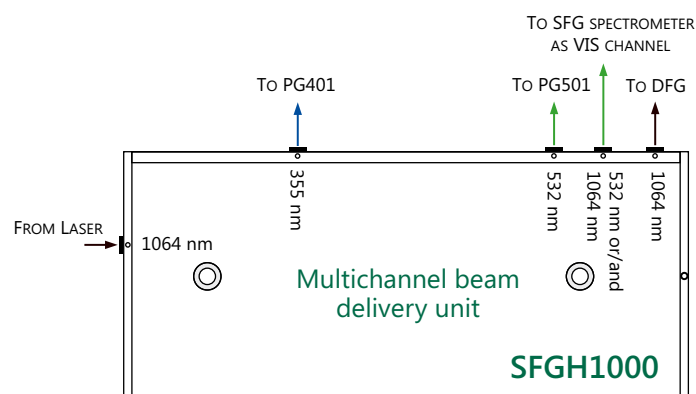 TO SFG SPECTROMETER
AS VIS CHANNEL
TO PG401
TO PG501
TO DFG
355 nm
532 nm
532 nm or/and
1064 nm
1064 nm
FROM LASER
1064 nm
Multichannel beam
delivery unit
SFGH1000